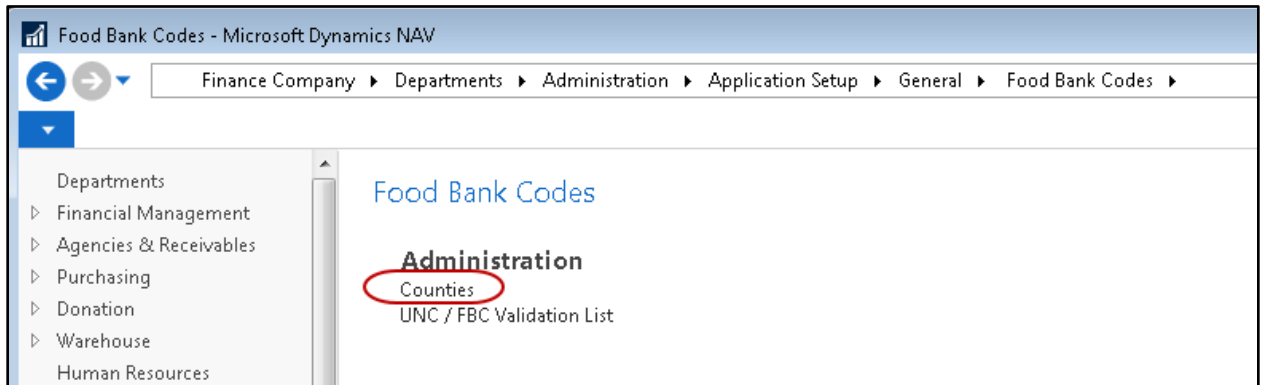 Food Bank Codes - Microsoft Dynamics NAV
Finance Company ▸ Departments ▸ Administration ▸ Application Setup ▸ General ▸ Food Bank Codes ▸
Departments
Financial Management
Agencies & Receivables
Purchasing
Donation
Warehouse
Human Resources
Food Bank Codes
Administration
Counties
UNC / FBC Validation List